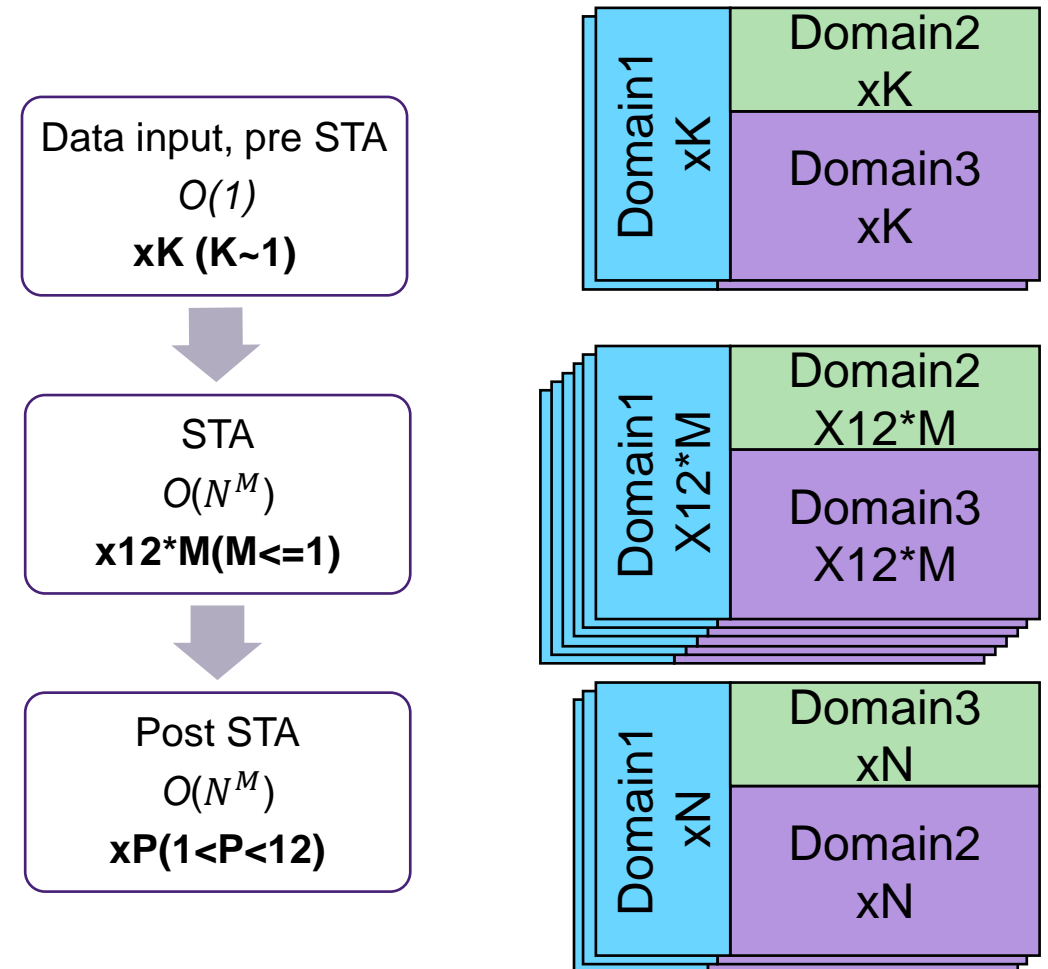 Data input, pre STA
O(1)
xK (K~1)
Domain1
xK
Domain2
xK
Domain3
xK
STA
O(N^M)
x12*M(M<=1)
Domain1
X12*M
Domain2
X12*M
Domain3
X12*M
Post STA
O(N^M)
xP(1<P<12)
Domain1
xN
Domain3
xN
Domain2
xN